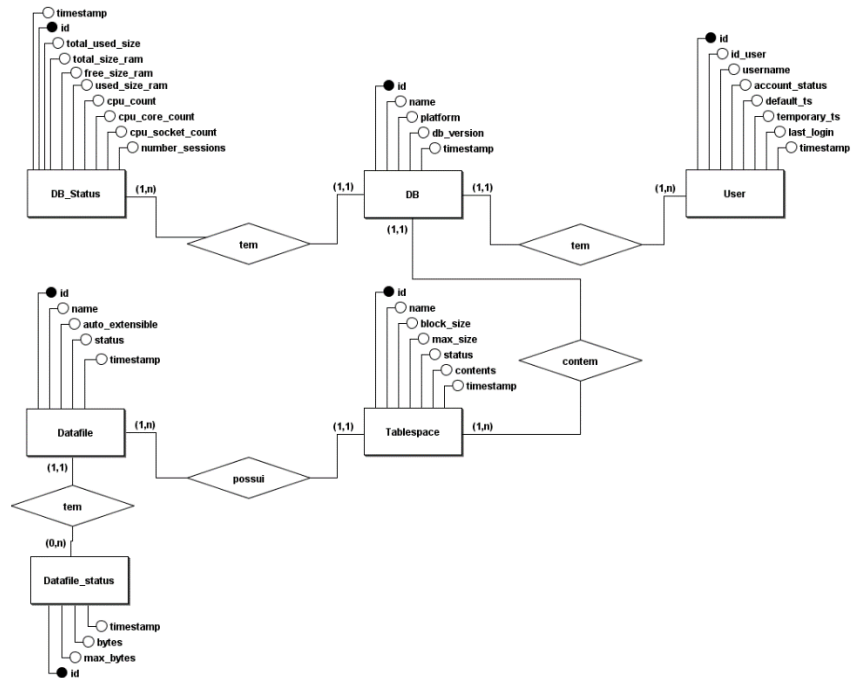 timestamp
id
total_used_size
total_size_ram
free_size_ram
used_size_ram
cpu_count
cpu_core_count
cpu_socket_count
number_sessions
DB_Status
(1,n)
tem
(1,1)
id
name
platform
db_version
timestamp
DB
(1,1)
(1,1)
tem
(1,n)
id
id_user
username
account_status
default_ts
temporary_ts
last_login
timestamp
User
contem
id
name
auto_extensible
status
timestamp
Datafile
(1,n)
possui
(1,1)
id
name
block_size
max_size
status
contents
timestamp
Tablespace
(1,n)
(1,1)
tem
(0,n)
Datafile_status
timestamp
bytes
max_bytes
id